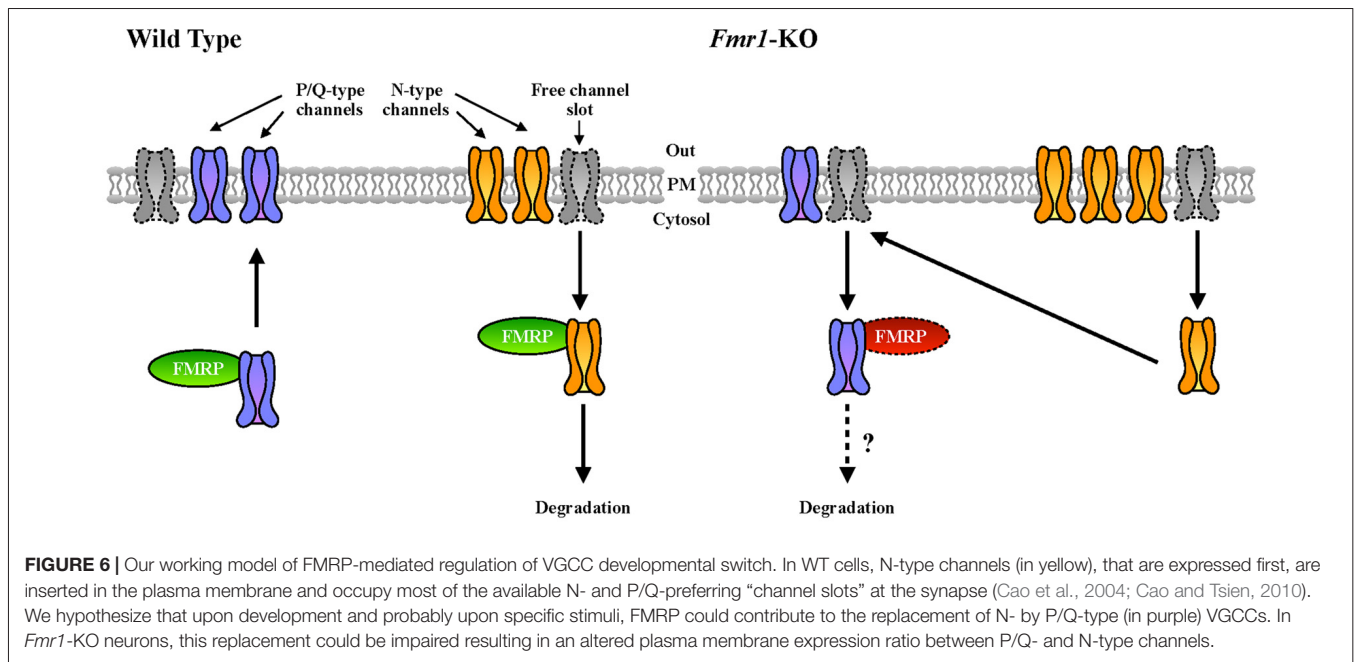 Wild Type
Fmr1-KO
P/Q-type
channels
N-type
channels
Free channel
slot
Out
PM
Cytosol
FMRP
FMRP
FMRP
?
Degradation
Degradation
FIGURE 6 | Our working model of FMRP-mediated regulation of VGCC developmental switch. In WT cells, N-type channels (in yellow), that are expressed first, are
inserted in the plasma membrane and occupy most of the available N- and P/Q-preferring “channel slots” at the synapse (Cao et al., 2004; Cao and Tsien, 2010).
We hypothesize that upon development and probably upon specific stimuli, FMRP could contribute to the replacement of N- by P/Q-type (in purple) VGCCs. In
Fmr1-KO neurons, this replacement could be impaired resulting in an altered plasma membrane expression ratio between P/Q- and N-type channels.